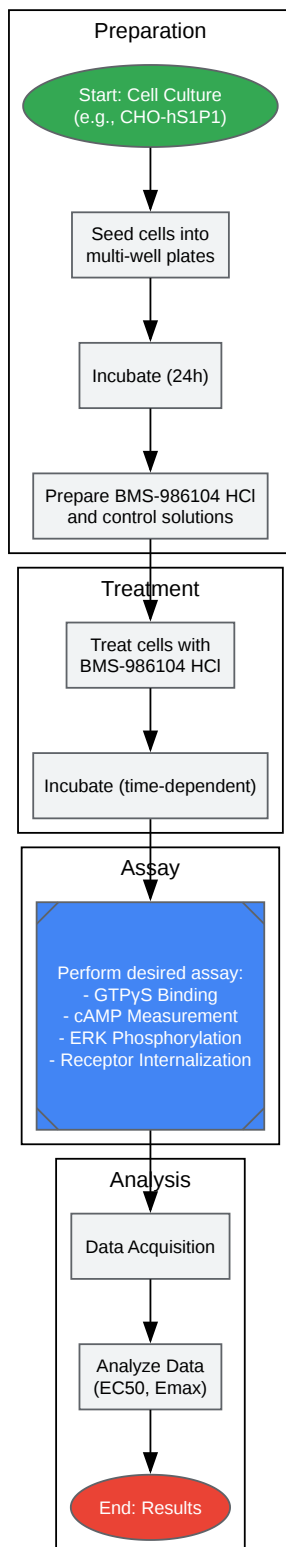 Preparation
Start: Cell Culture
(e.g., CHO-hS1P1)
Seed cells into
multi-well plates
Incubate (24h)
Prepare BMS-986104 HCl
and control solutions
Treatment
Treat cells with
BMS-986104 HCl
Incubate (time-dependent)
Assay
Perform desired assay:
- GTPγS Binding
- cAMP Measurement
- ERK Phosphorylation
- Receptor Internalization
Analysis
Data Acquisition
Analyze Data
(EC50, Emax)
End: Results